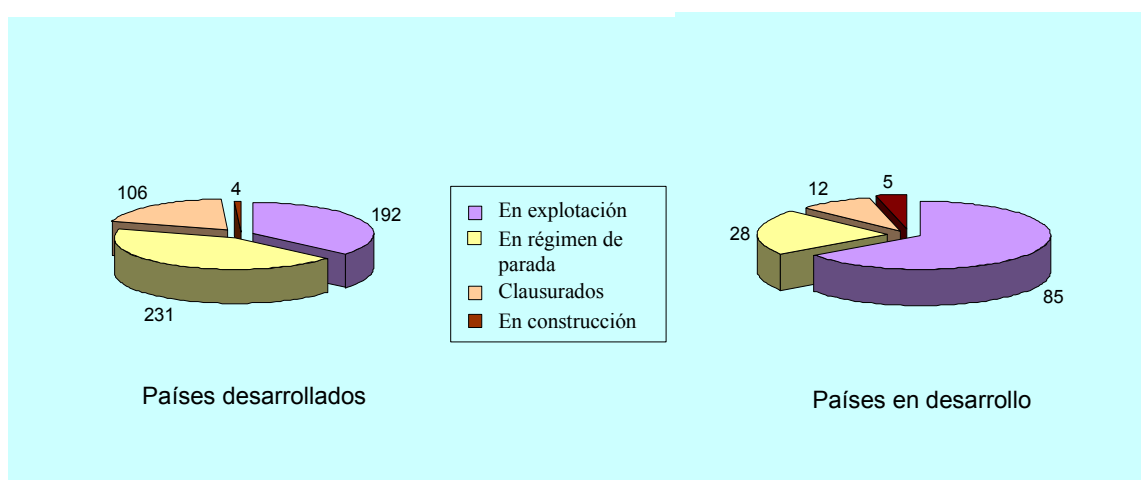 106
4
192
231
En explotación
En régimen de
parada
Clausurados
En construcción
12
5
28
85
Países desarrollados
Países en desarrollo